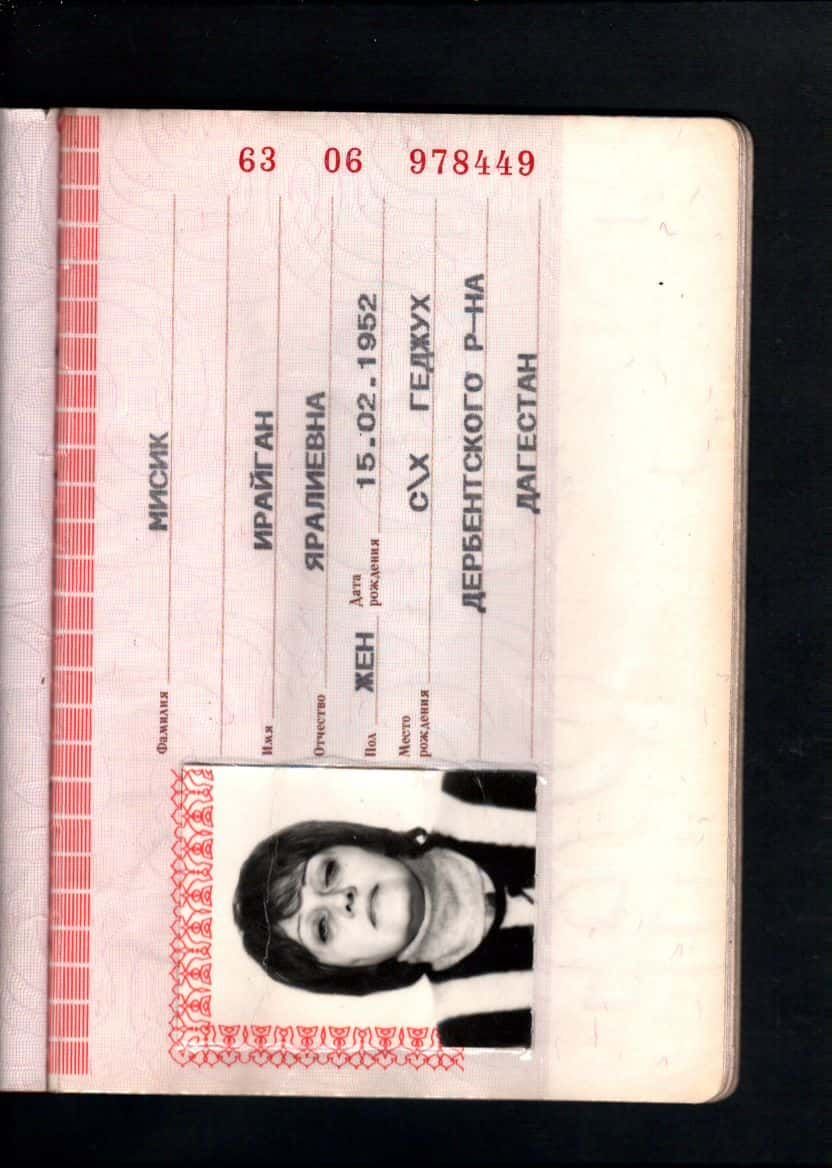 63 06 978449
Фамилия МИСИК
Имя ИРАЙГАН
Отчество ЯРАЛИЕВНА
Пол ЖЕН Дата рождения 15.02.1952
Место рождения С\Х ГЕДЖУХ
ДЕРБЕНТСКОГО Р-НА
ДАГЕСТАН